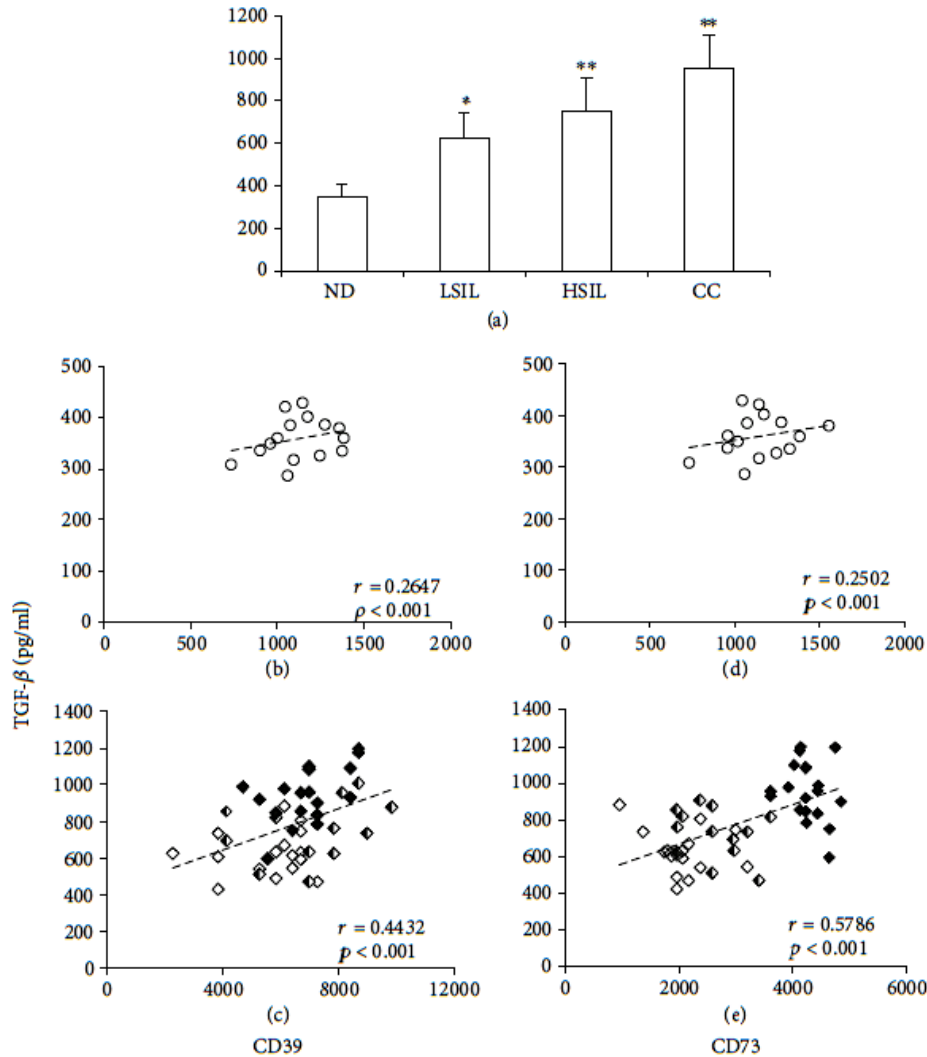 1200
1000
800
600
400
200
0
*
**
**
ND LSIL HSIL CC
(a)
500
400
300
200
100
0
r = 0.2647
ρ < 0.001
0 500 1000 1500 2000
(b)
500
400
300
200
100
0
r = 0.2502
p < 0.001
0 500 1000 1500 2000
(d)
TGF-β (pg/ml)
1400
1200
1000
800
600
400
200
0
r = 0.4432
p < 0.001
0 4000 8000 12000
(c)
CD39
1400
1200
1000
800
600
400
200
0
r = 0.5786
p < 0.001
0 2000 4000 6000
(e)
CD73